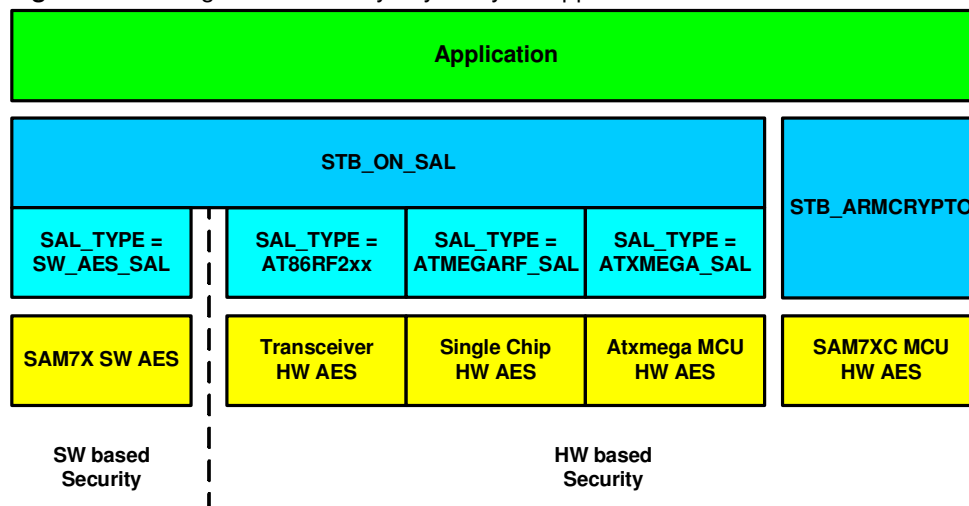 Application
STB_ON_SAL
STB_ARMCRYPTO
SAL_TYPE =
SW_AES_SAL
SAL_TYPE =
AT86RF2xx
SAL_TYPE =
ATMEGARF_SAL
SAL_TYPE =
ATXMEGA_SAL
SAM7X SW AES
Transceiver
HW AES
Single Chip
HW AES
Atxmega MCU
HW AES
SAM7XC MCU
HW AES
SW based
Security
HW based
Security